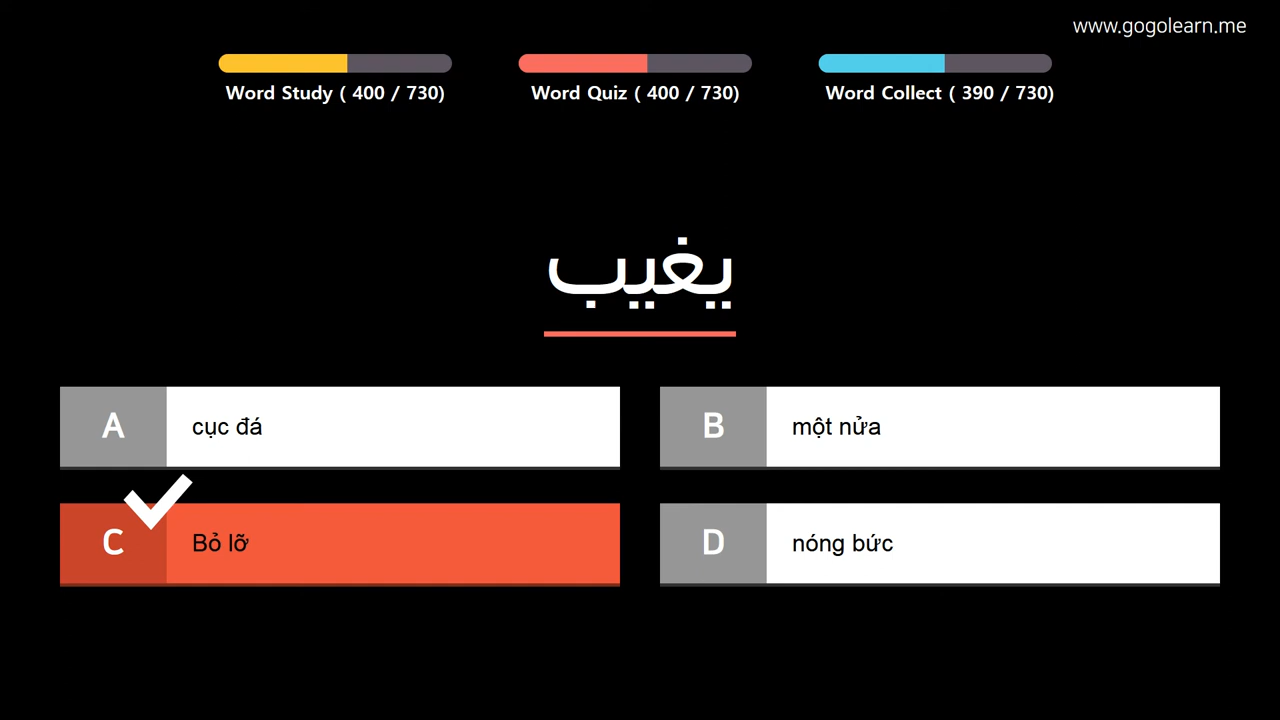 www.gogolearn.me
Word Study ( 400 / 730)
Word Quiz ( 400 / 730)
Word Collect ( 390 / 730)
يغيب
A cục đá
B một nửa
C Bỏ lỡ
D nóng bức